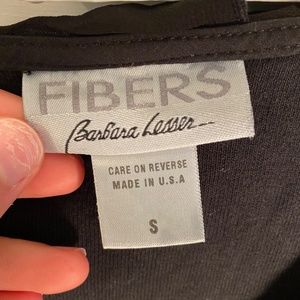 FIBERS
Barbara Lesser
CARE ON REVERSE
MADE IN U.S.A
S